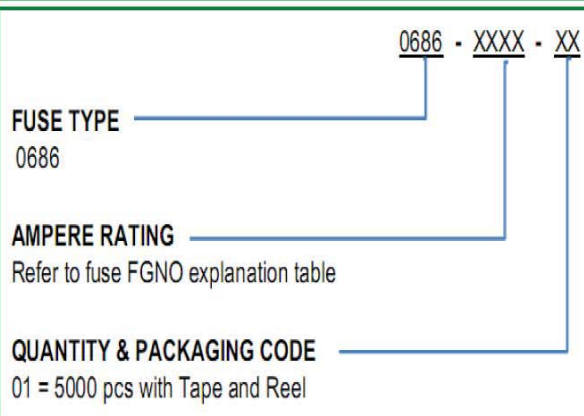 0686 - XXXX - XX
FUSE TYPE
0686
AMPERE RATING
Refer to fuse FGNO explanation table
QUANTITY & PACKAGING CODE
01 = 5000 pcs with Tape and Reel